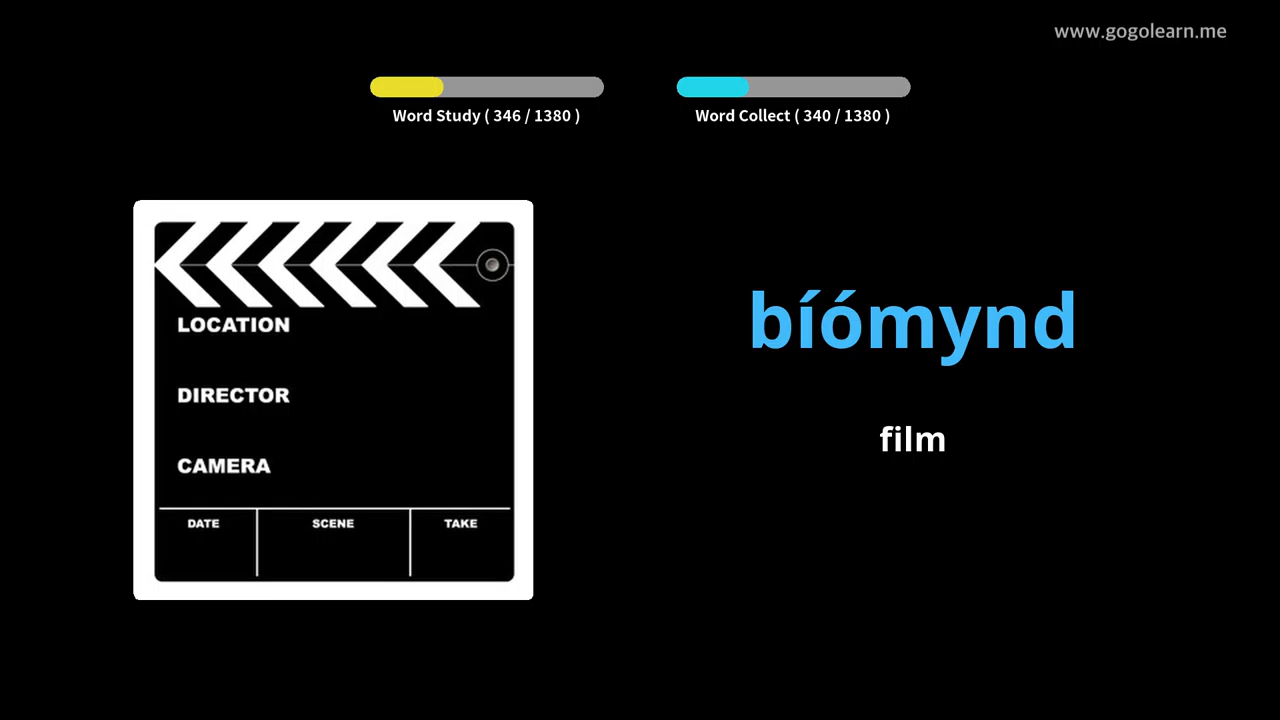 www.gogolearn.me
Word Study ( 346 / 1380 )
Word Collect ( 340 / 1380 )
LOCATION
DIRECTOR
CAMERA
DATE
SCENE
TAKE
bíómynd
film